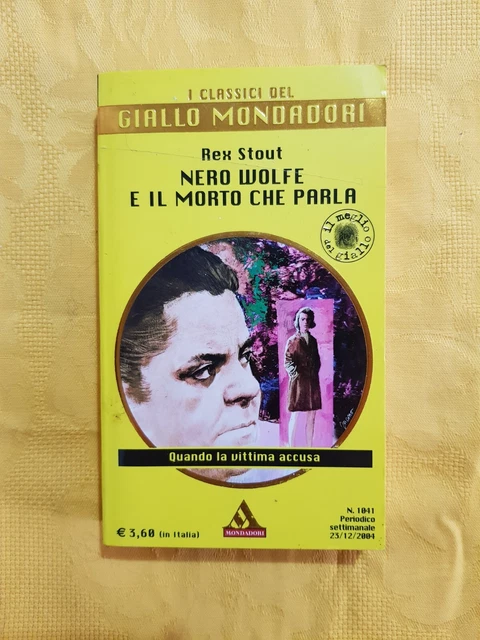 I CLASSICI DEL
GIALLO MONDADORI
Rex Stout
NERO WOLFE
E IL MORTO CHE PARLA
il meglio
del giallo
Quando la vittima accusa
€ 3,60 (in Italia)
MONDADORI
N. 1041
Periodico
settimanale
23/12/2004